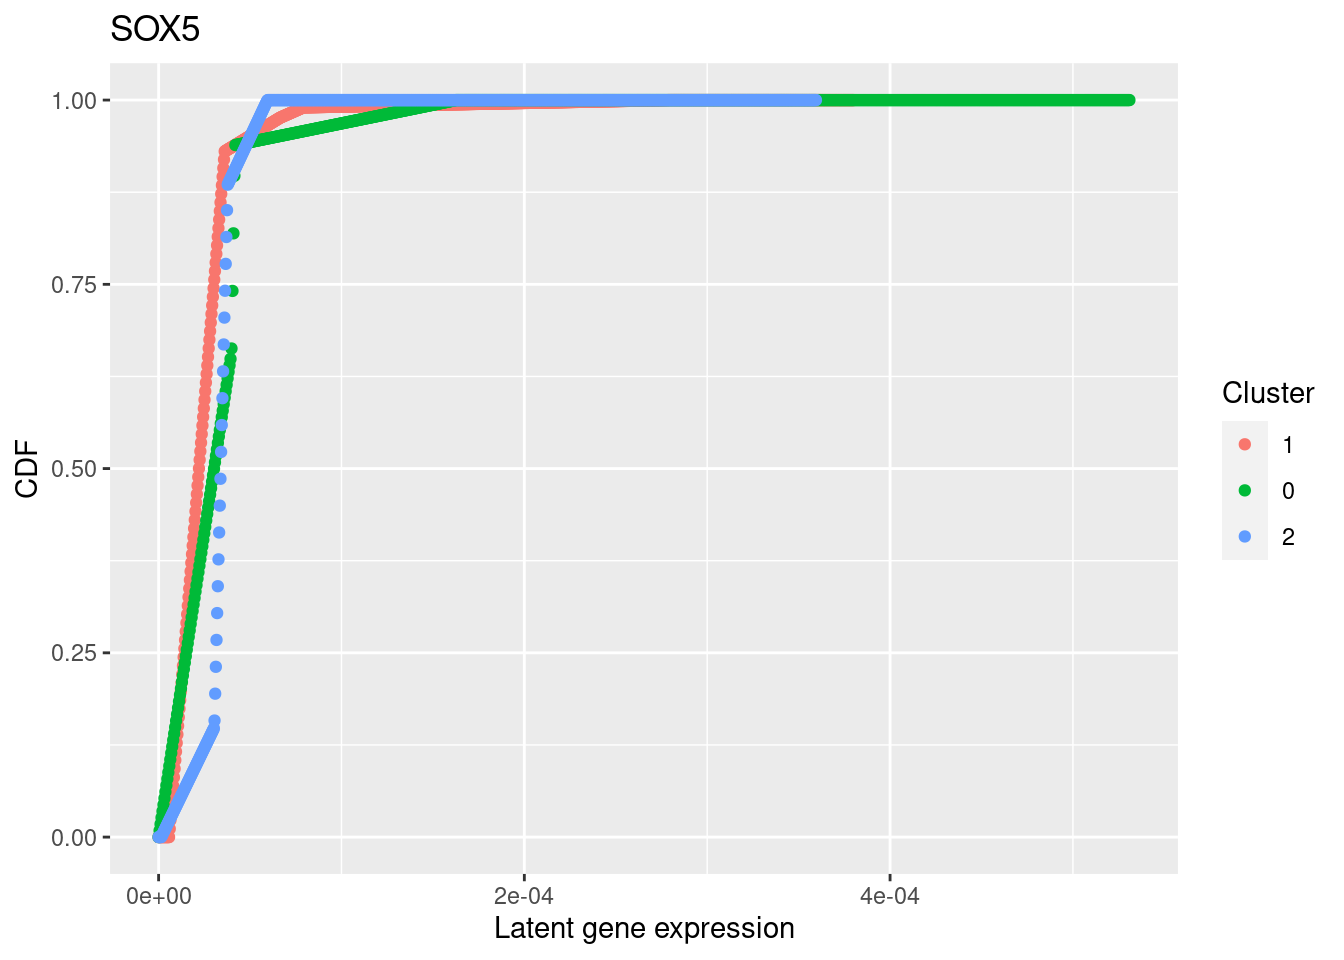 SOX5
1.00
0.75
0.50
0.25
0.00
CDF
0e+00
2e-04
4e-04
Latent gene expression
Cluster
1
0
2